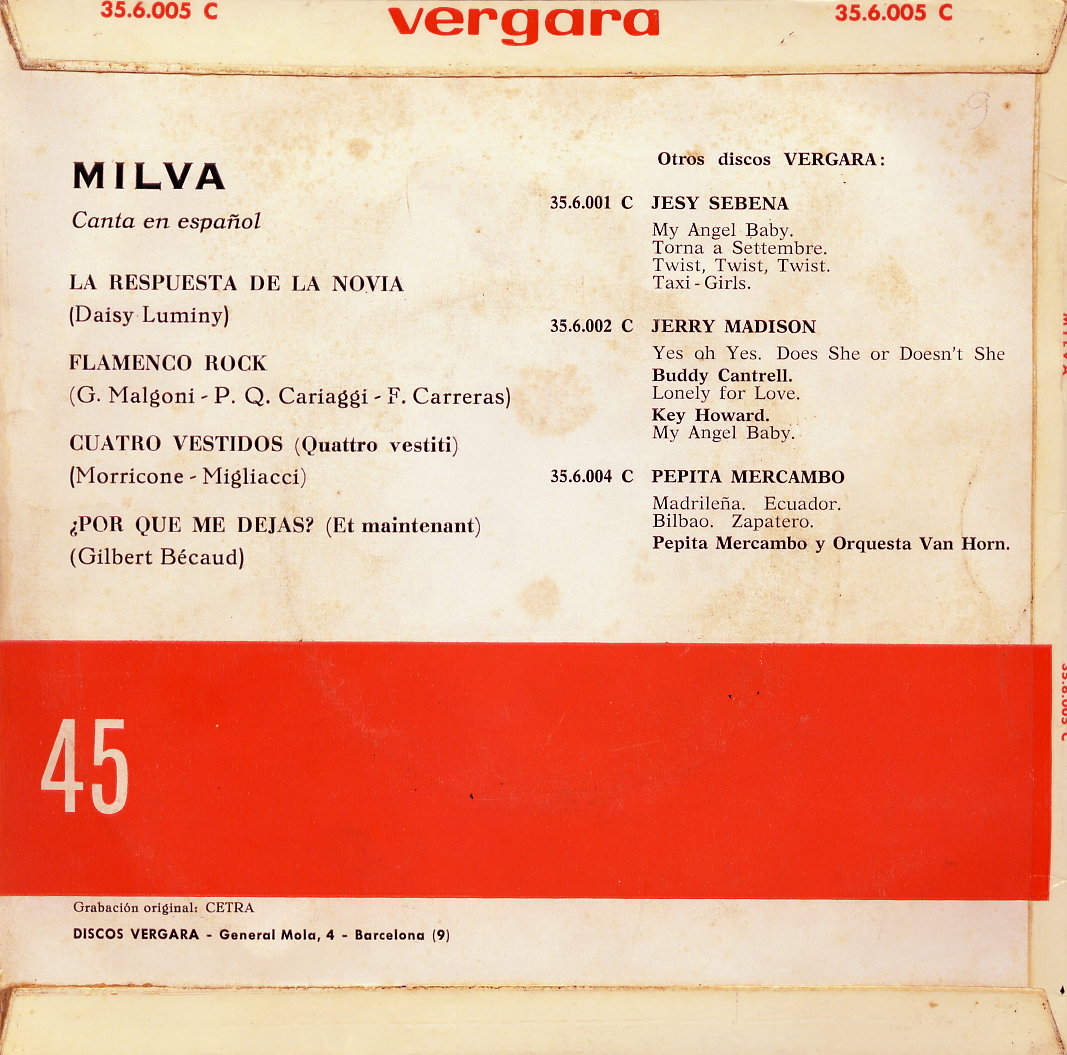 35.6.005 C
vergara
35.6.005 C
MILVA
Canta en español
LA RESPUESTA DE LA NOVIA
(Daisy Luminy)
FLAMENCO ROCK
(G. Malgoni - P. Q. Cariaggi - F. Carreras)
CUATRO VESTIDOS (Quattro vestiti)
(Morricone - Migliacci)
¿POR QUE ME DEJAS? (Et maintenant)
(Gilbert Bécaud)
9
Otros discos VERGARA:
35.6.001 C JESY SEBENA
My Angel Baby.
Torna a Settembre.
Twist, Twist, Twist.
Taxi-Girls.
35.6.002 C JERRY MADISON
Yes oh Yes. Does She or Doesn't She
Buddy Cantrell.
Lonely for Love.
Key Howard.
My Angel Baby.
35.6.004 C PEPITA MERCAMBO
Madrileña. Ecuador.
Bilbao. Zapatero.
Pepita Mercambo y Orquesta Van Horn.
MILVA
35.6.005 C
45
Grabación original: CETRA
DISCOS VERGARA - General Mola, 4 - Barcelona (9)